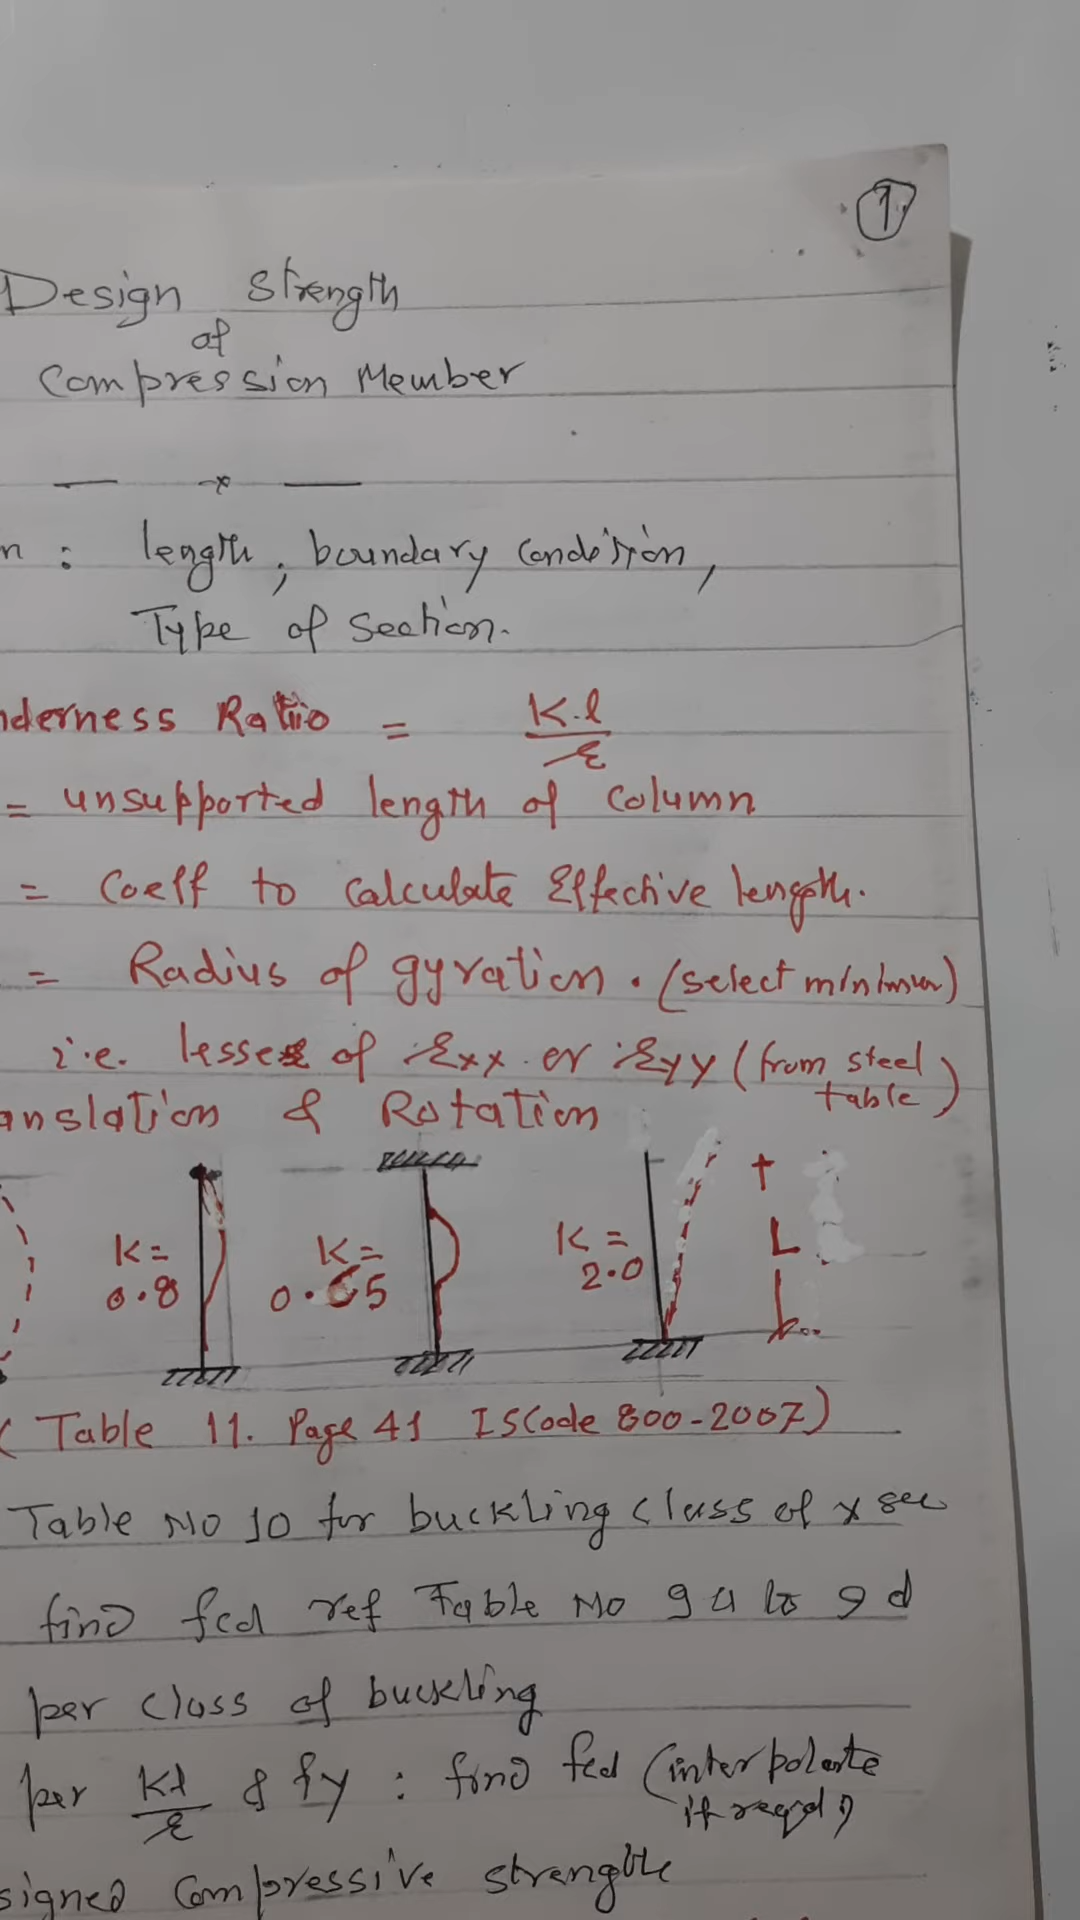 1
Design Strength
of
Compression Member
n : length, boundary Condition,
Type of Section.
nderness Ratio = K.l / r
= unsupported length of Column
= Coeff to Calculate Effective length.
= Radius of gyration. (select minimum)
i.e. lesser of rxx or ryy (from steel table)
anslation & Rotation
K= 0.8 K= 0.65 K= 2.0 L
(Table 11. Page 41 IS Code 800-2007)
Table No 10 for buckling class of x sec
find fcd ref Table No 9a to 9d
per class of buckling
per Kl / r & fy : find fcd (interpolate if reqd)
signed Compressive strength